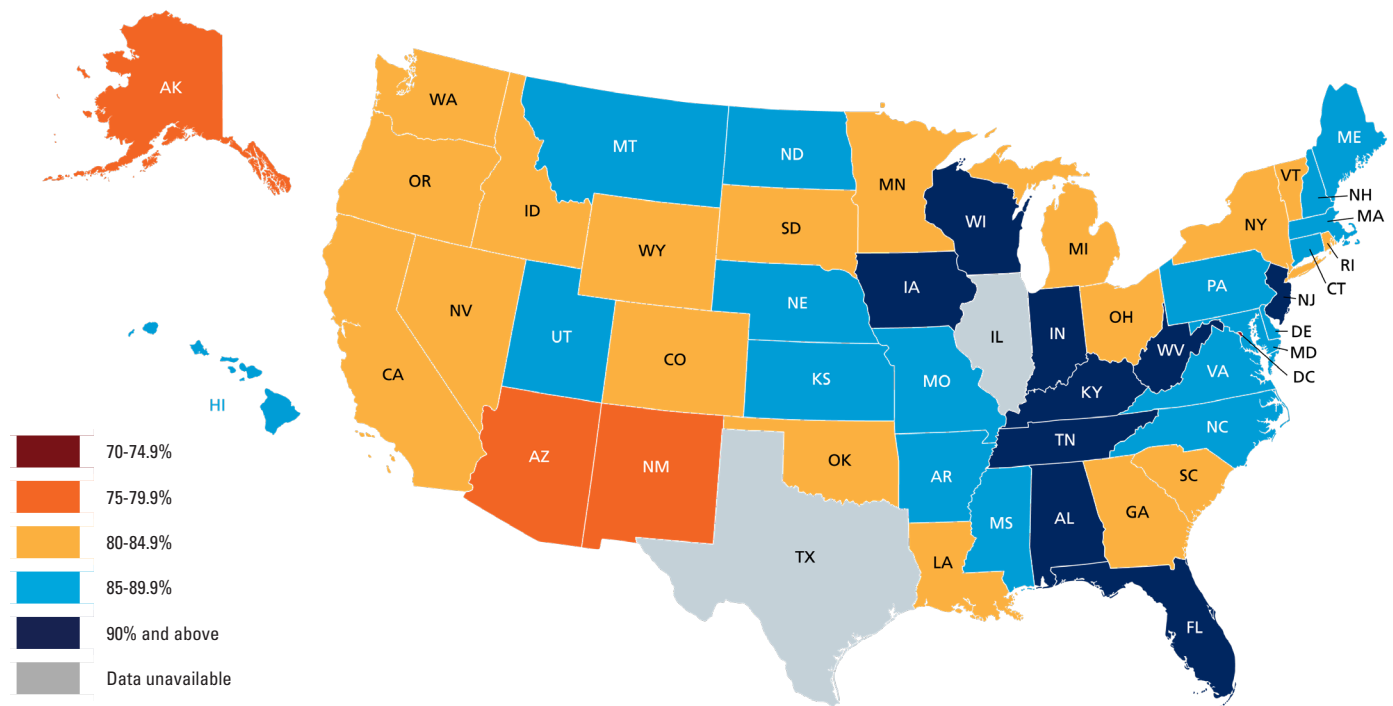 AK
WA
MT
ND
MN
ME
VT
NH
MA
OR
ID
WY
SD
WI
MI
NY
RI
CT
NV
UT
NE
IA
IL
IN
OH
PA
NJ
DE
MD
DC
CA
CO
KS
MO
KY
WV
VA
HI
AZ
NM
OK
AR
TN
NC
SC
TX
LA
MS
AL
GA
FL
70-74.9%
75-79.9%
80-84.9%
85-89.9%
90% and above
Data unavailable